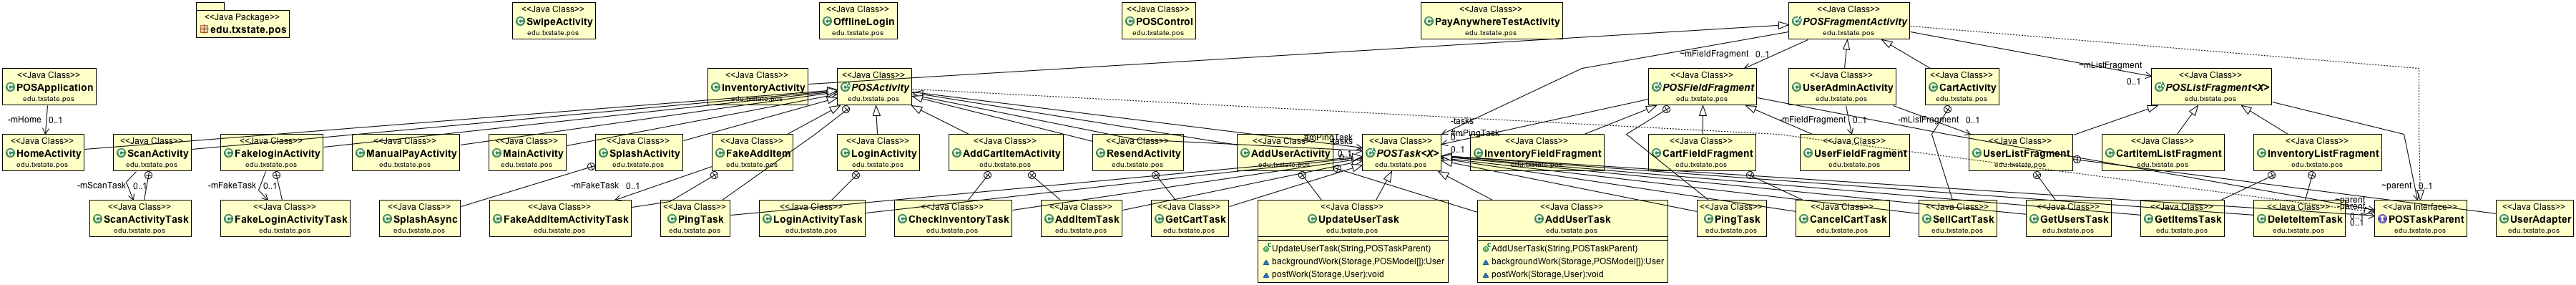 <<Java Package>>
edu.txstate.pos
<<Java Class>>
SwipeActivity
edu.txstate.pos
<<Java Class>>
OfflineLogin
edu.txstate.pos
<<Java Class>>
POSControl
edu.txstate.pos
<<Java Class>>
PayAnywhereTestActivity
edu.txstate.pos
<<Java Class>>
POSFragmentActivity
edu.txstate.pos
~mFieldFragment 0..1
~mListFragment
0..1
<<Java Class>>
POSApplication
edu.txstate.pos
<<Java Class>>
InventoryActivity
edu.txstate.pos
<<Java Class>>
POSActivity
edu.txstate.pos
<<Java Class>>
POSFieldFragment
edu.txstate.pos
<<Java Class>>
UserAdminActivity
edu.txstate.pos
<<Java Class>>
CartActivity
edu.txstate.pos
<<Java Class>>
POSListFragment<X>
edu.txstate.pos
-mHome 0..1
-tasks
-mFieldFragment
-mListFragment
0..1
<<Java Class>>
HomeActivity
edu.txstate.pos
<<Java Class>>
ScanActivity
edu.txstate.pos
<<Java Class>>
FakeloginActivity
edu.txstate.pos
<<Java Class>>
ManualPayActivity
edu.txstate.pos
<<Java Class>>
MainActivity
edu.txstate.pos
<<Java Class>>
SplashActivity
edu.txstate.pos
<<Java Class>>
FakeAddItem
edu.txstate.pos
<<Java Class>>
LoginActivity
edu.txstate.pos
<<Java Class>>
AddCartItemActivity
edu.txstate.pos
<<Java Class>>
ResendActivity
edu.txstate.pos
<<Java Class>>
AddUserActivity
edu.txstate.pos
#mPingTask
-tasks
0..1
<<Java Class>>
POSTask<X>
edu.txstate.pos
#mPingTask
0..1
<<Java Class>>
InventoryFieldFragment
edu.txstate.pos
<<Java Class>>
CartFieldFragment
edu.txstate.pos
<<Java Class>>
UserFieldFragment
edu.txstate.pos
<<Java Class>>
UserListFragment
edu.txstate.pos
<<Java Class>>
CartItemListFragment
edu.txstate.pos
<<Java Class>>
InventoryListFragment
edu.txstate.pos
-mScanTask 0..1
-mFakeTask 0..1
-mFakeTask 0..1
~parent 0..1
<<Java Class>>
ScanActivityTask
edu.txstate.pos
<<Java Class>>
FakeLoginActivityTask
edu.txstate.pos
<<Java Class>>
SplashAsync
edu.txstate.pos
<<Java Class>>
FakeAddItemActivityTask
edu.txstate.pos
<<Java Class>>
PingTask
edu.txstate.pos
<<Java Class>>
LoginActivityTask
edu.txstate.pos
<<Java Class>>
CheckInventoryTask
edu.txstate.pos
<<Java Class>>
AddItemTask
edu.txstate.pos
<<Java Class>>
GetCartTask
edu.txstate.pos
<<Java Class>>
UpdateUserTask
edu.txstate.pos
UpdateUserTask(String,POSTaskParent)
backgroundWork(Storage,POSModel[]):User
postWork(Storage,User):void
<<Java Class>>
AddUserTask
edu.txstate.pos
AddUserTask(String,POSTaskParent)
backgroundWork(Storage,POSModel[]):User
postWork(Storage,User):void
<<Java Class>>
PingTask
edu.txstate.pos
<<Java Class>>
CancelCartTask
edu.txstate.pos
<<Java Class>>
SellCartTask
edu.txstate.pos
<<Java Class>>
GetUsersTask
edu.txstate.pos
<<Java Class>>
GetItemsTask
edu.txstate.pos
<<Java Class>>
DeleteItemTask
edu.txstate.pos
~parent
-parent
0..1
0..1
<<Java Interface>>
POSTaskParent
edu.txstate.pos
<<Java Class>>
UserAdapter
edu.txstate.pos